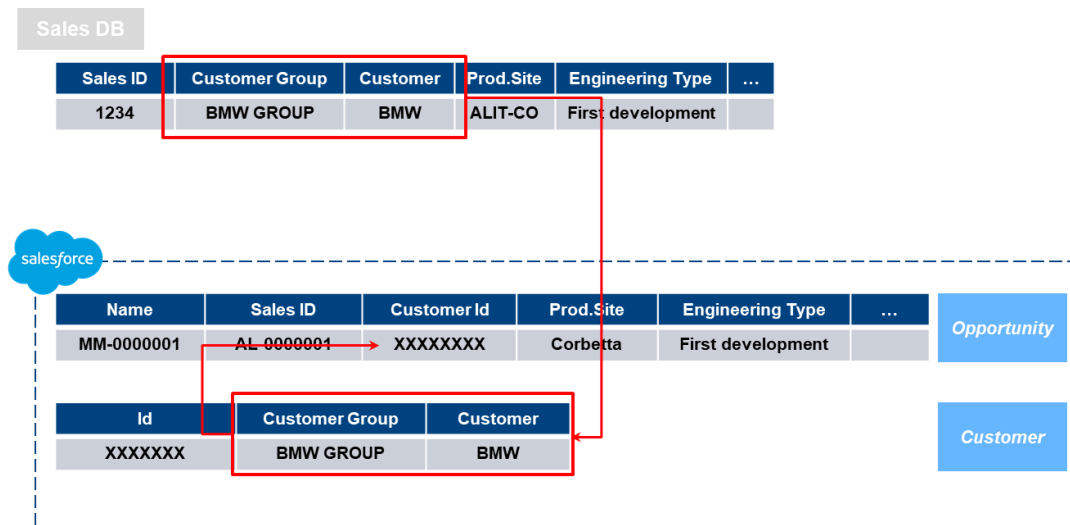 Sales DB
Sales ID Customer Group Customer Prod.Site Engineering Type ...
1234 BMW GROUP BMW ALIT-CO First development
salesforce
Name Sales ID Customer Id Prod.Site Engineering Type ...
Opportunity
MM-0000001 AL-0000001 XXXXXXXX Corbetta First development
Id Customer Group Customer
Customer
XXXXXXX BMW GROUP BMW